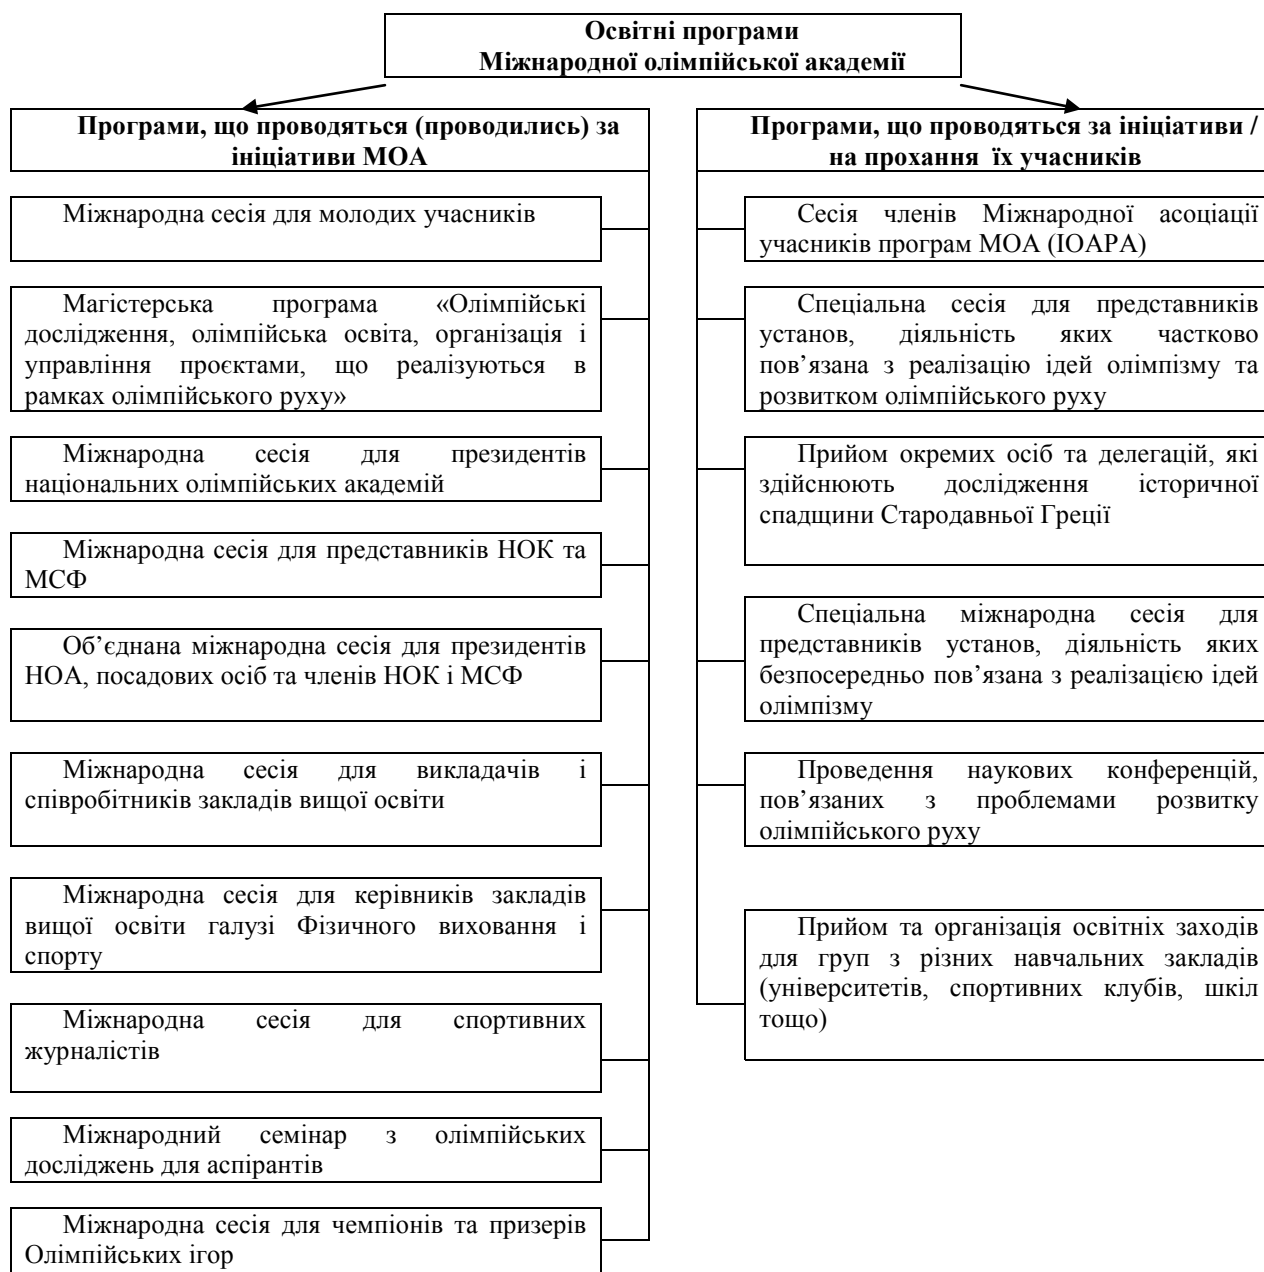 Освітні програми
Міжнародної олімпійської академії
Програми, що проводяться (проводились) за
ініціативи МОА
Міжнародна сесія для молодих учасників
Магістерська програма «Олімпійські
дослідження, олімпійська освіта, організація і
управління проєктами, що реалізуються в
рамках олімпійського руху»
Міжнародна сесія для президентів
національних олімпійських академій
Міжнародна сесія для представників НОК та
МСФ
Об’єднана міжнародна сесія для президентів
НОА, посадових осіб та членів НОК і МСФ
Міжнародна сесія для викладачів і
співробітників закладів вищої освіти
Міжнародна сесія для керівників закладів
вищої освіти галузі Фізичного виховання і
спорту
Міжнародна сесія для спортивних
журналістів
Міжнародний семінар з олімпійських
досліджень для аспірантів
Міжнародна сесія для чемпіонів та призерів
Олімпійських ігор
Програми, що проводяться за ініціативи /
на прохання їх учасників
Сесія членів Міжнародної асоціації
учасників програм МОА (ІОАРА)
Спеціальна сесія для представників
установ, діяльність яких частково
пов’язана з реалізацію ідей олімпізму та
розвитком олімпійського руху
Прийом окремих осіб та делегацій, які
здійснюють дослідження історичної
спадщини Стародавньої Греції
Спеціальна міжнародна сесія для
представників установ, діяльність яких
безпосередньо пов’язана з реалізацією ідей
олімпізму
Проведення наукових конференцій,
пов’язаних з проблемами розвитку
олімпійського руху
Прийом та організація освітніх заходів
для груп з різних навчальних закладів
(університетів, спортивних клубів, шкіл
тощо)